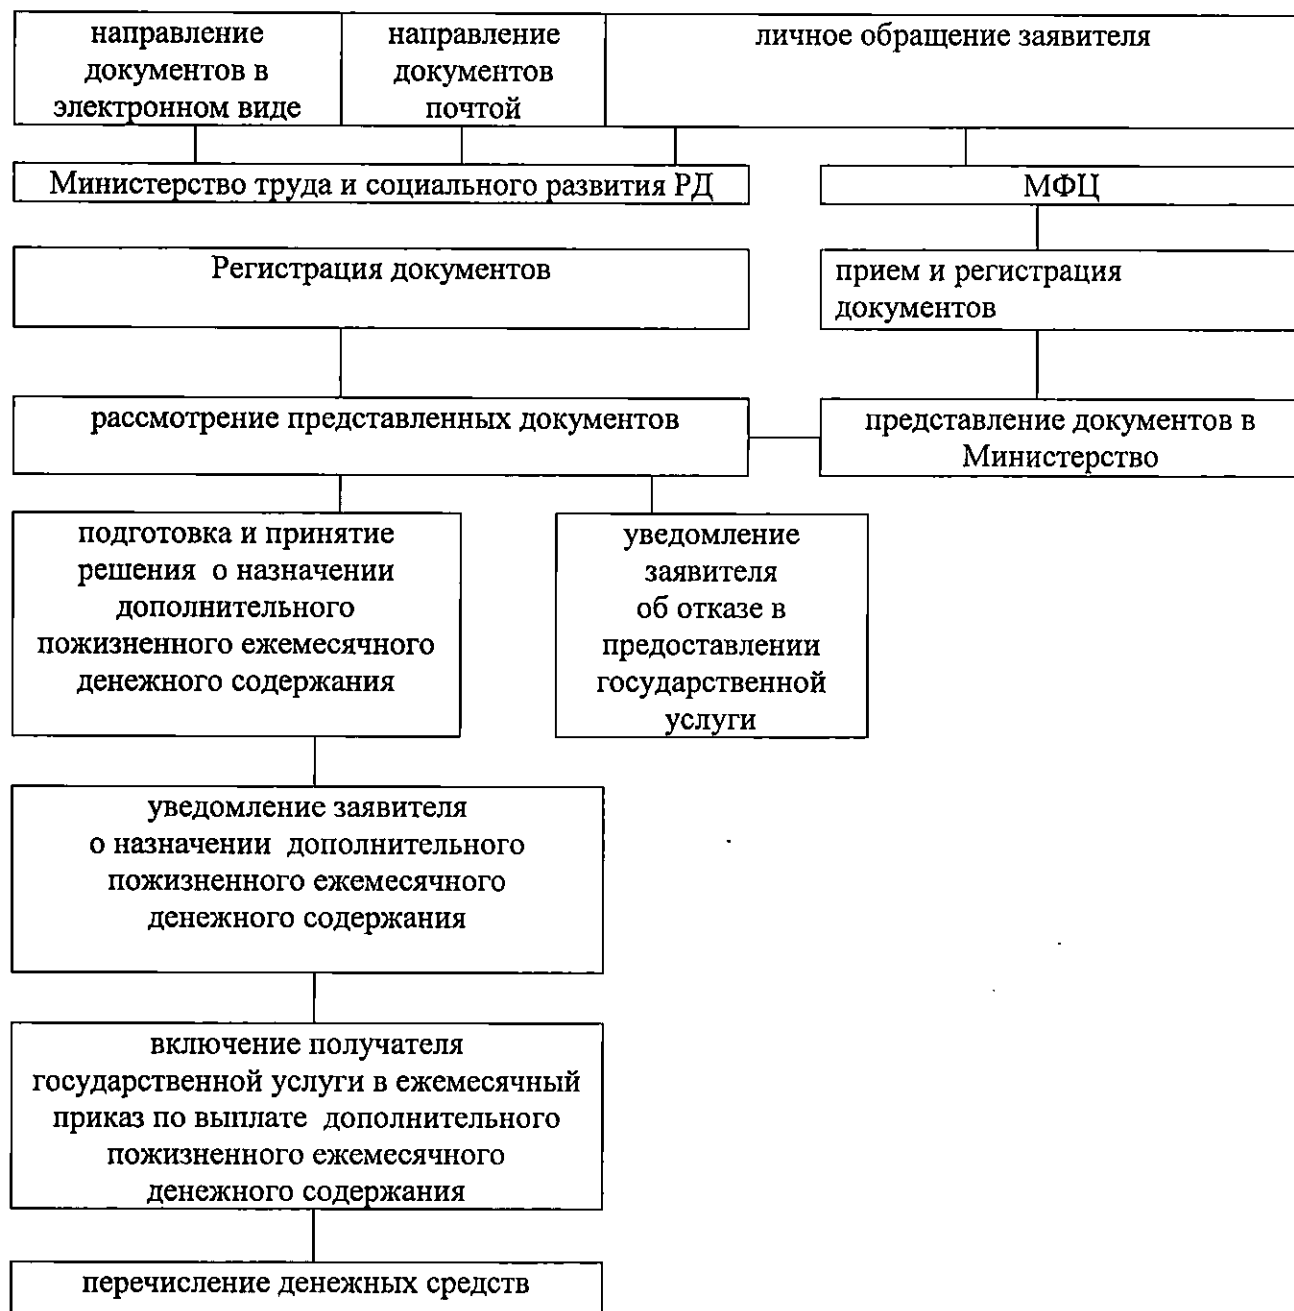 направление
документов в
электронном виде
направление
документов
почтой
личное обращение заявителя
Министерство труда и социального развития РД
МФЦ
Регистрация документов
прием и регистрация
документов
рассмотрение представленных документов
представление документов в
Министерство
подготовка и принятие
решения о назначении
дополнительного
пожизненного ежемесячного
денежного содержания
уведомление
заявителя
об отказе в
предоставлении
государственной
услуги
уведомление заявителя
о назначении дополнительного
пожизненного ежемесячного
денежного содержания
включение получателя
государственной услуги в ежемесячный
приказ по выплате дополнительного
пожизненного ежемесячного
денежного содержания
перечисление денежных средств